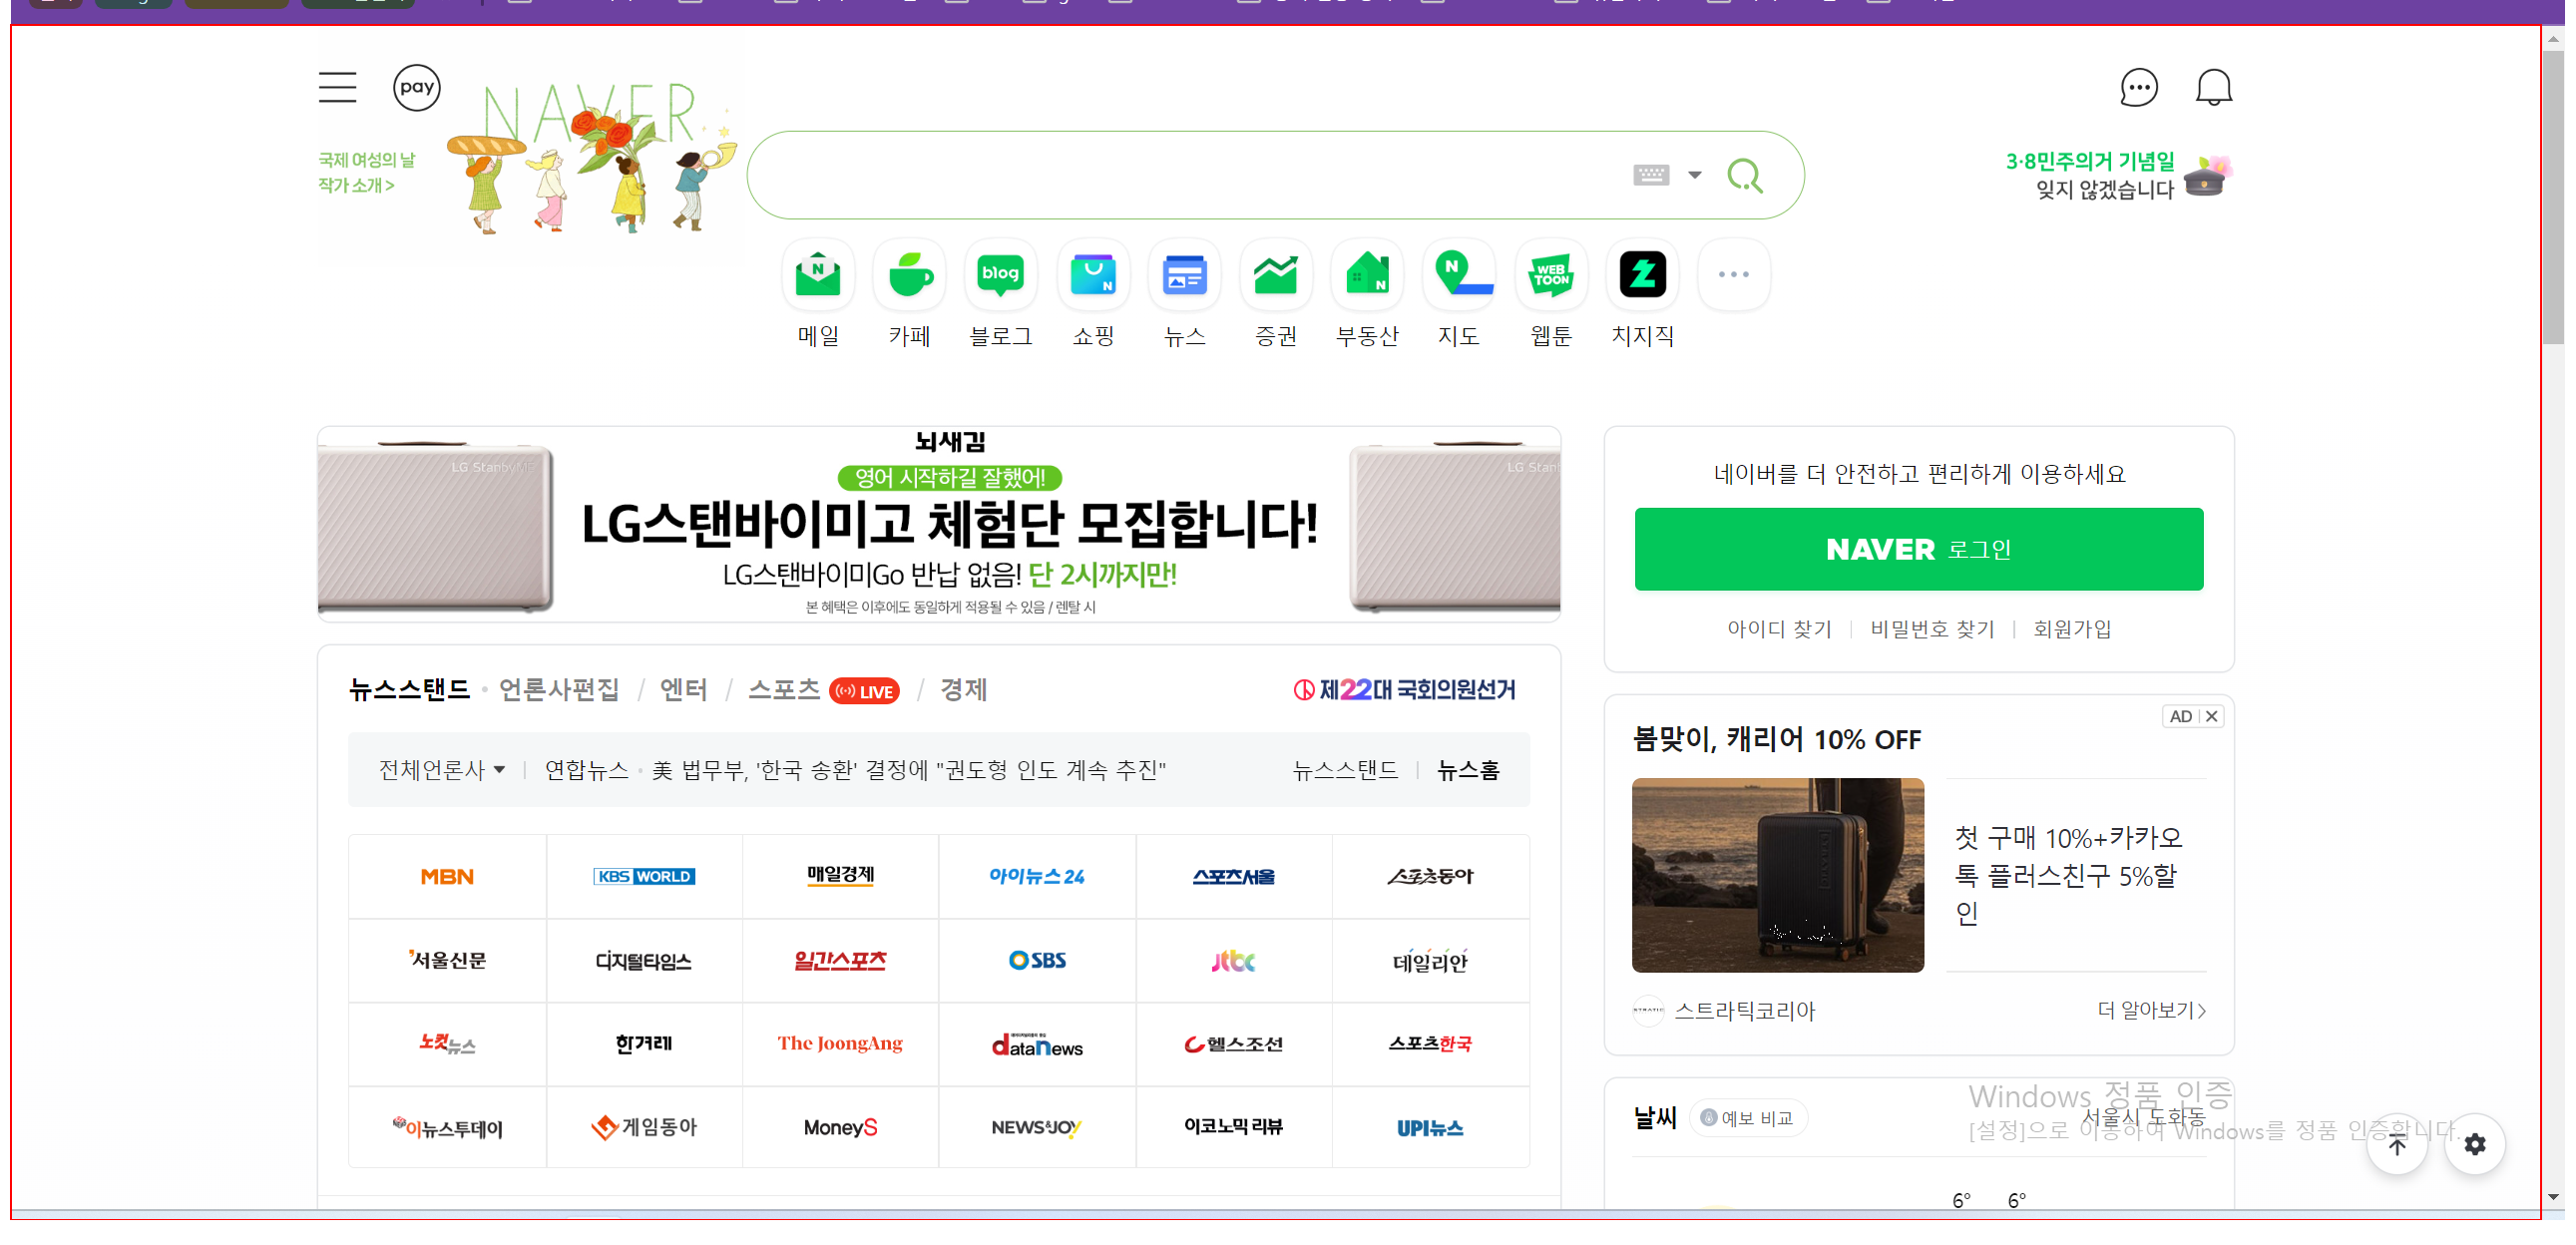 pay
NAVER
국제 여성의 날
작가 소개 >
3·8민주의거 기념일
잊지 않겠습니다
N
blog
N
N
N
WEB
TOON
메일
카페
블로그
쇼핑
뉴스
증권
부동산
지도
웹툰
치지직
뇌새김
영어 시작하길 잘했어!
LG스탠바이미고 체험단 모집합니다!
LG스탠바이미Go 반납 없음! 단 2시까지만!
본 혜택은 이후에도 동일하게 적용될 수 있음 / 렌탈 시
LG StanbyME
LG Stan
네이버를 더 안전하고 편리하게 이용하세요
NAVER 로그인
아이디 찾기 | 비밀번호 찾기 | 회원가입
뉴스스탠드 · 언론사편집 / 엔터 / 스포츠 LIVE / 경제
제22대 국회의원선거
전체언론사 | 연합뉴스 · 美 법무부, '한국 송환' 결정에 "권도형 인도 계속 추진"
뉴스스탠드 | 뉴스홈
MBN
KBS WORLD
매일경제
아이뉴스24
스포츠서울
스포츠동아
서울신문
디지털타임스
일간스포츠
SBS
jtbc
데일리안
노컷뉴스
한겨레
The JoongAng
dataNews
헬스조선
스포츠한국
이뉴스투데이
게임동아
MoneyS
NEWS&JOY
이코노믹 리뷰
UPI뉴스
AD
봄맞이, 캐리어 10% OFF
첫 구매 10%+카카오
톡 플러스친구 5%할
인
스트라틱코리아
더 알아보기
날씨
예보 비교
서울시 도화동
Windows 정품 인증
[설정]으로 이동하여 Windows를 정품 인증합니다.
6° 6°